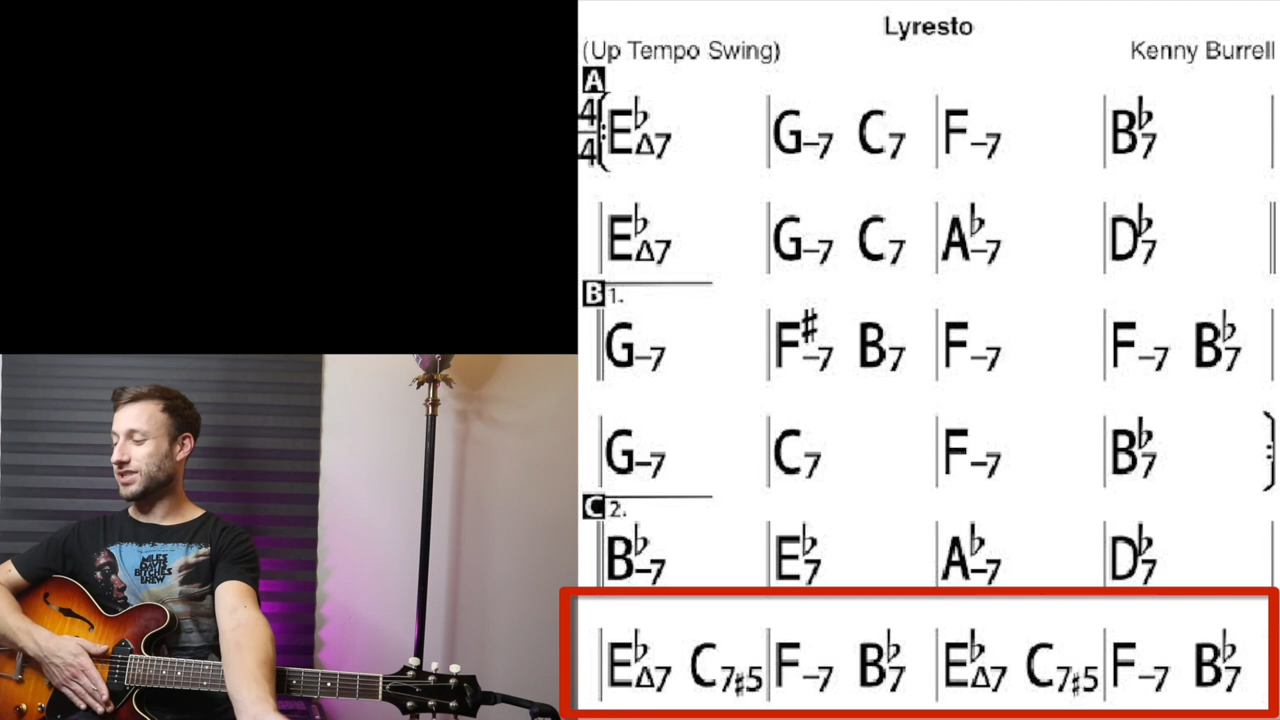 Lyresto
(Up Tempo Swing) Kenny Burrell
A
4/4 E♭Δ7 | G–7 C7 | F–7 | B♭7 |
| E♭Δ7 | G–7 C7 | A♭–7 | D♭7 ||
B 1.
|| G–7 | F♯–7 B7 | F–7 | F–7 B♭7 |
| G–7 | C7 | F–7 | B♭7 :
C 2.
|| B♭–7 | E♭7 | A♭–7 | D♭7 |
| E♭Δ7 C7♯5 | F–7 B♭7 | E♭Δ7 C7♯5 | F–7 B♭7 |
MILES
DAVIS
BITCHES
BREW